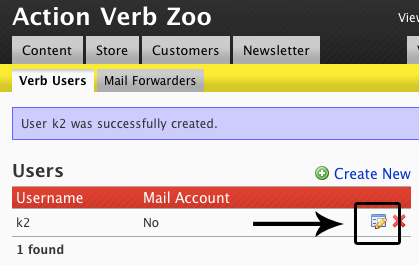 Action Verb Zoo
View
Content Store Customers Newsletter
Verb Users Mail Forwarders
User k2 was successfully created.
Users
Create New
Username Mail Account
k2 No
1 found